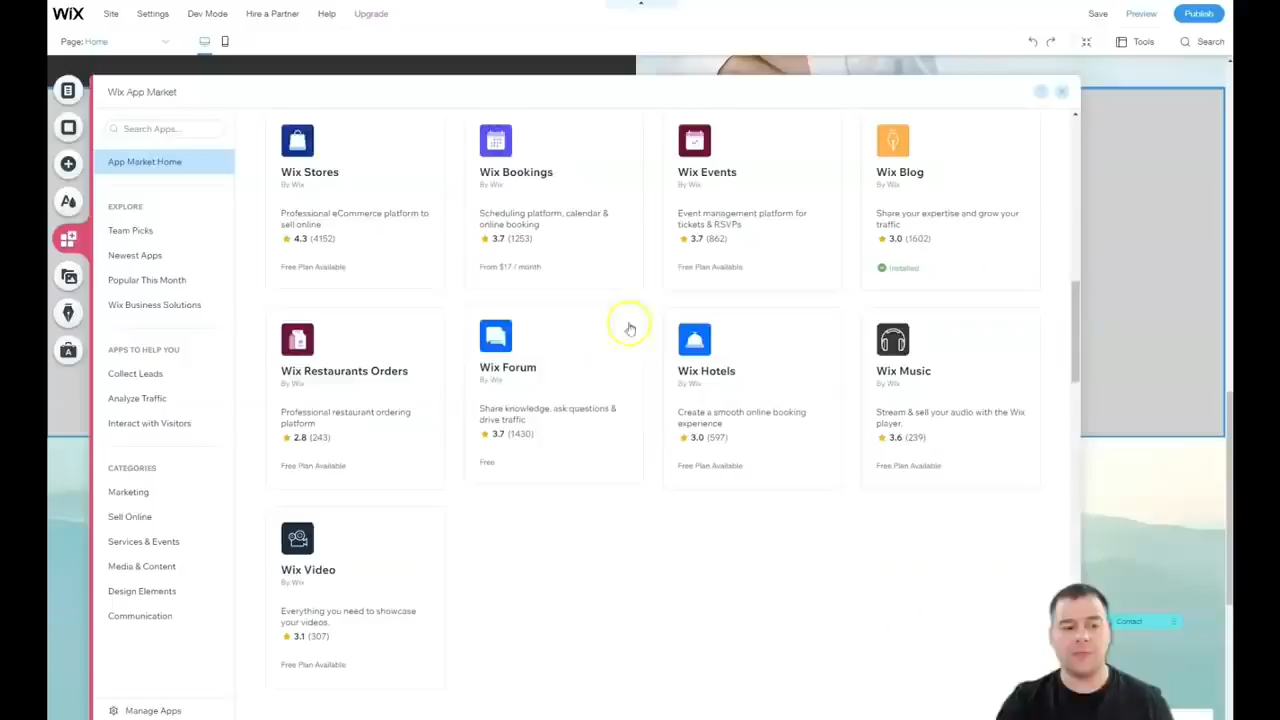 WiX
Site
Settings
Dev Mode
Hire a Partner
Help
Upgrade
Save
Preview
Publish
Page: Home
Tools
Search
Wix App Market
Search Apps...
App Market Home
EXPLORE
Team Picks
Newest Apps
Popular This Month
Wix Business Solutions
APPS TO HELP YOU
Collect Leads
Analyze Traffic
Interact with Visitors
CATEGORIES
Marketing
Sell Online
Services & Events
Media & Content
Design Elements
Communication
Manage Apps
Wix Stores
By Wix
Professional eCommerce platform to
sell online
4.3 (4152)
Free Plan Available
Wix Bookings
By Wix
Scheduling platform, calendar &
online booking
3.7 (1253)
From $17 / month
Wix Events
By Wix
Event management platform for
tickets & RSVPs
3.7 (862)
Free Plan Available
Wix Blog
By Wix
Share your expertise and grow your
traffic
3.0 (1602)
Installed
Wix Restaurants Orders
By Wix
Professional restaurant ordering
platform
2.8 (243)
Free Plan Available
Wix Forum
By Wix
Share knowledge, ask questions &
drive traffic
3.7 (1430)
Free
Wix Hotels
By Wix
Create a smooth online booking
experience
3.0 (597)
Free Plan Available
Wix Music
By Wix
Stream & sell your audio with the Wix
player.
3.6 (239)
Free Plan Available
Wix Video
By Wix
Everything you need to showcase
your videos.
3.1 (307)
Free Plan Available
Contact